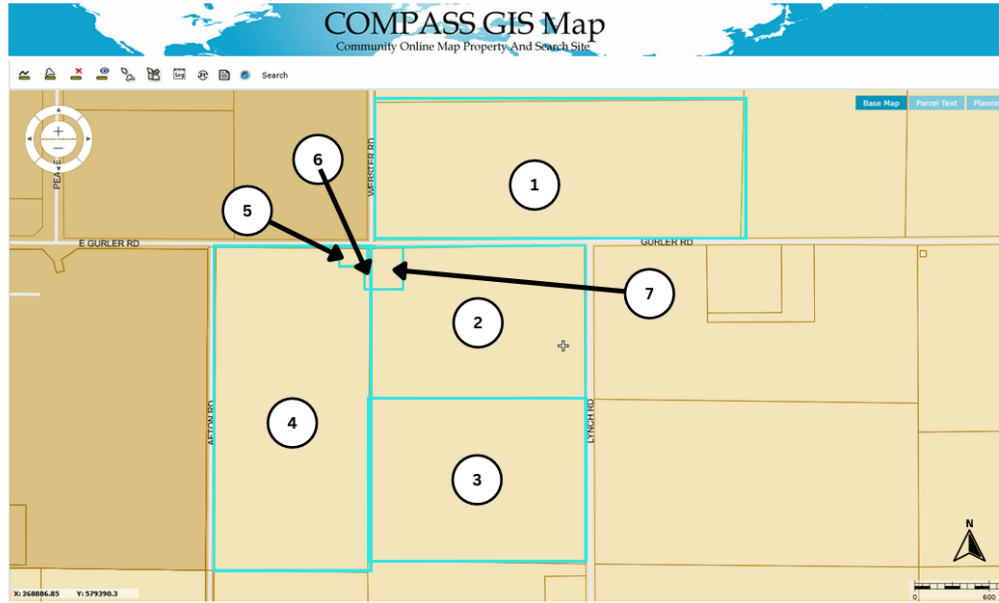 COMPASS GIS Map
Community Online Map Property And Search Site
Log
Search
Base Map
Parcel Text
Plannin
PEA
E
WEBSTER RD
6
1
5
E GURLER RD
GURLER RD
7
2
AFTON RD
LYNCH RD
4
3
N
X: 268886.85 Y: 579390.3
0 600